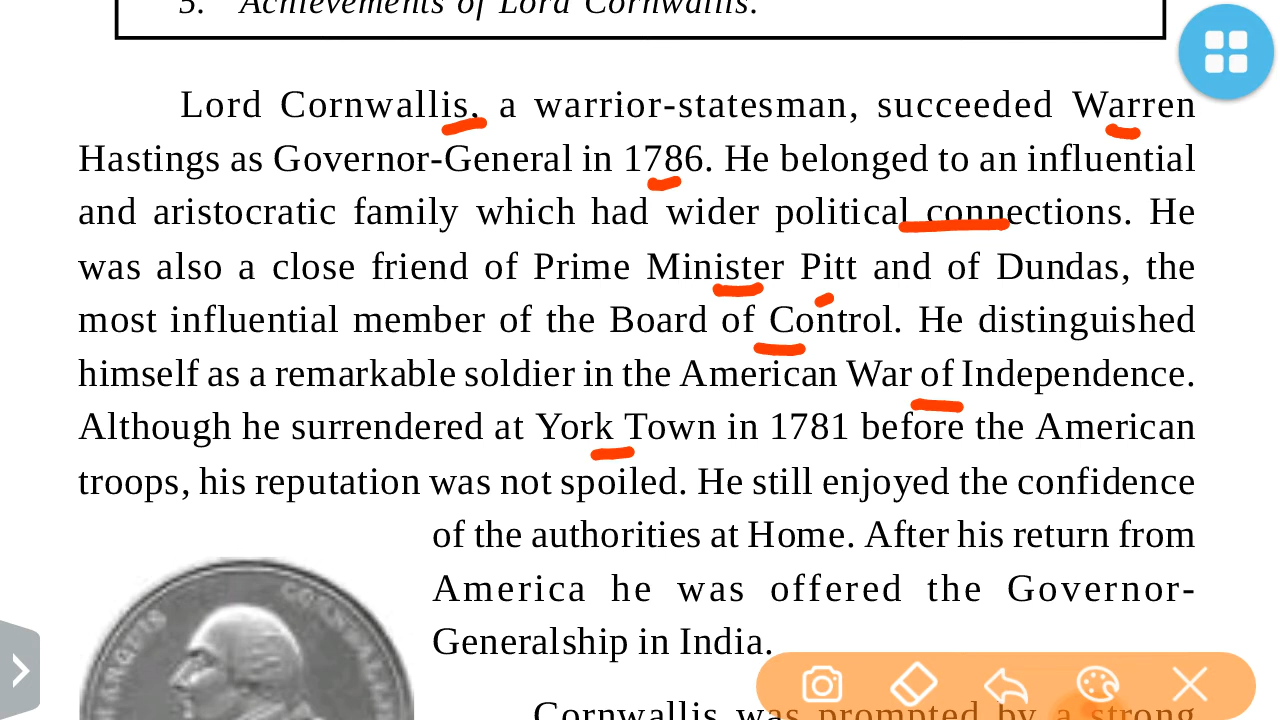 5. Achievements of Lord Cornwallis.
Lord Cornwallis, a warrior-statesman, succeeded Warren
Hastings as Governor-General in 1786. He belonged to an influential
and aristocratic family which had wider political connections. He
was also a close friend of Prime Minister Pitt and of Dundas, the
most influential member of the Board of Control. He distinguished
himself as a remarkable soldier in the American War of Independence.
Although he surrendered at York Town in 1781 before the American
troops, his reputation was not spoiled. He still enjoyed the confidence
of the authorities at Home. After his return from
America he was offered the Governor-
Generalship in India.
Cornwallis was prompted by a strong